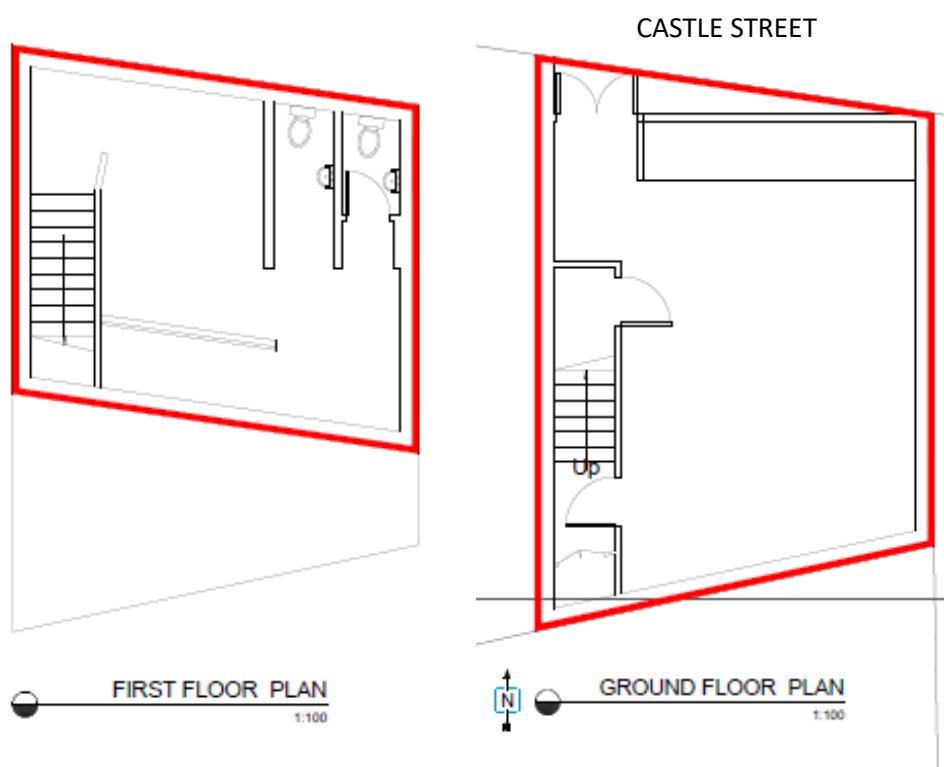 CASTLE STREET
Up
FIRST FLOOR PLAN
1:100
N
GROUND FLOOR PLAN
1:100